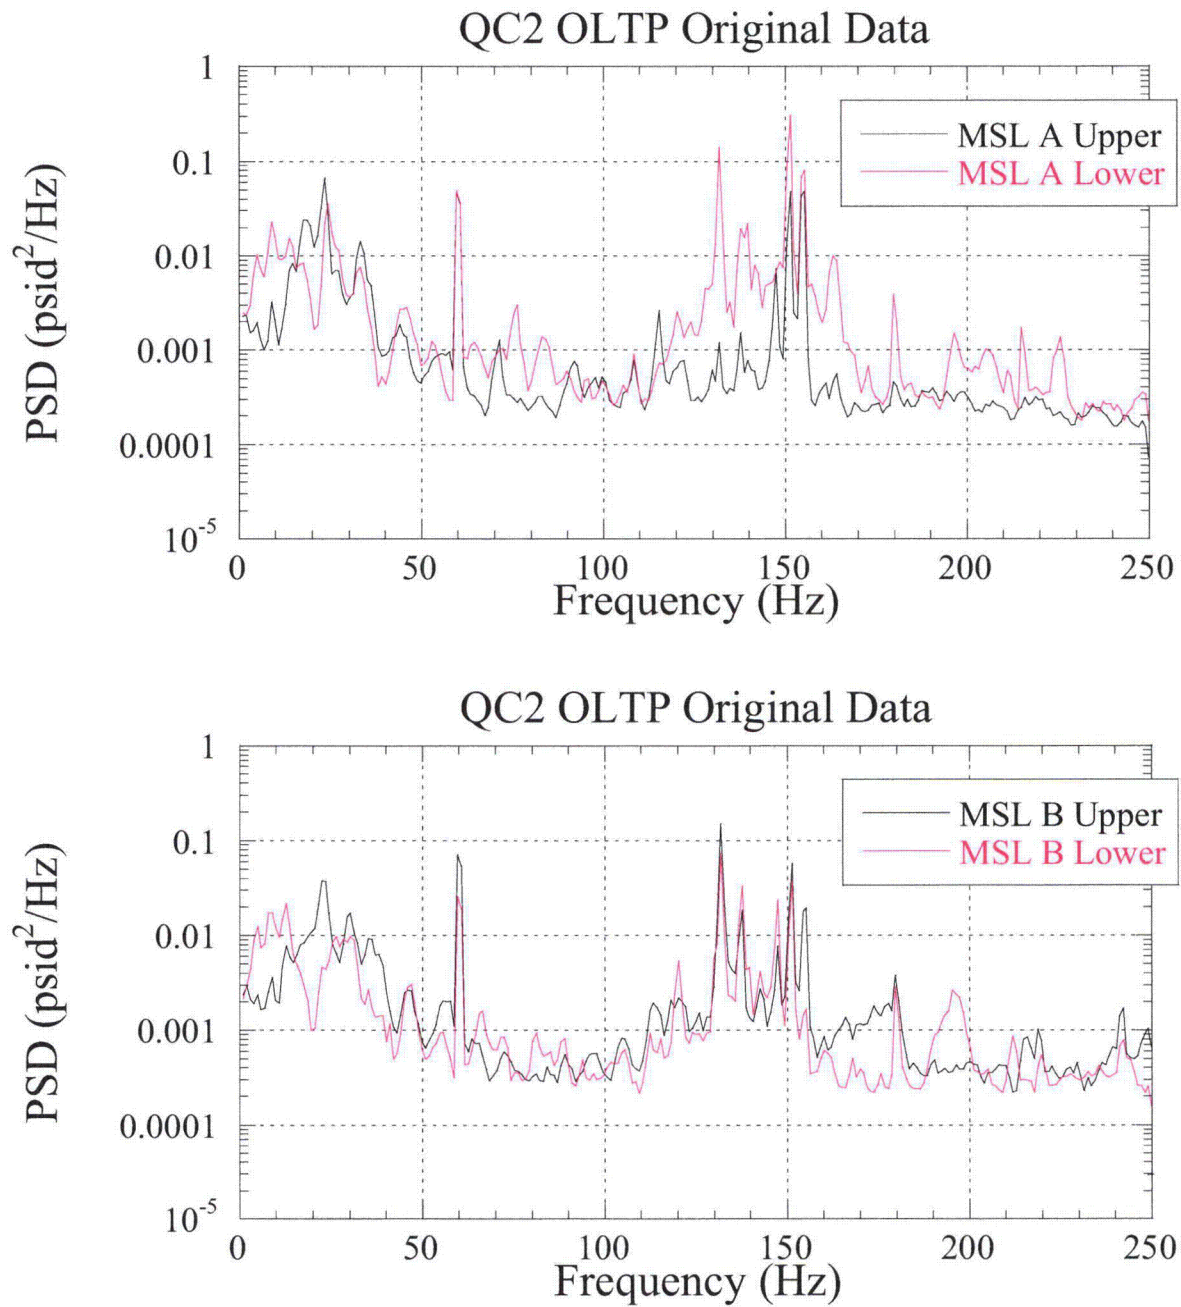 QC2 OLTP Original Data
1
MSL A Upper
0.1
MSL A Lower
PSD (psid²/Hz)
0.01
0.001
0.0001
10⁻⁵
0 50 100 150 200 250
Frequency (Hz)
QC2 OLTP Original Data
1
MSL B Upper
0.1
MSL B Lower
PSD (psid²/Hz)
0.01
0.001
0.0001
10⁻⁵
0 50 100 150 200 250
Frequency (Hz)